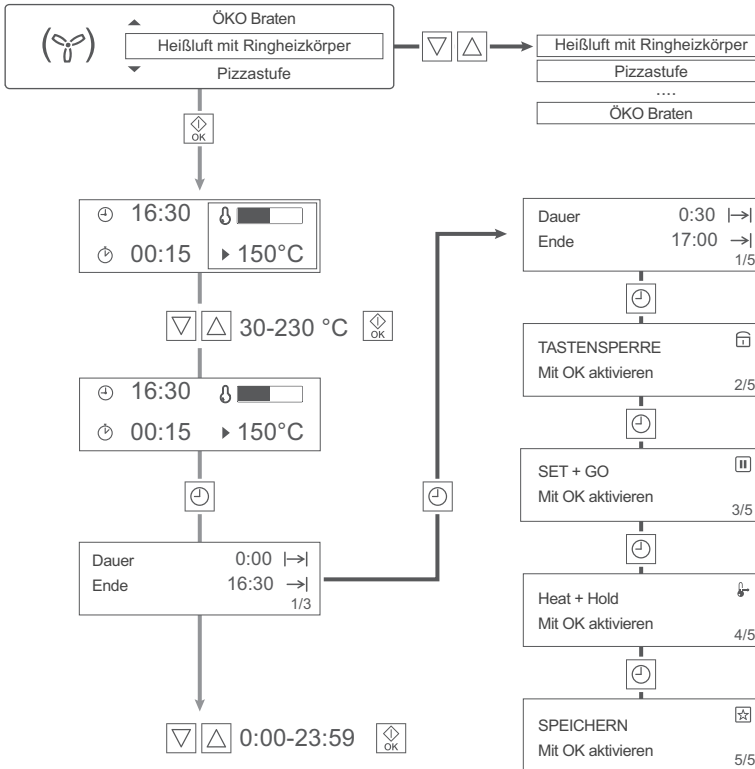 ÖKO Braten
Heißluft mit Ringheizkörper
Pizzastufe
Heißluft mit Ringheizkörper
Pizzastufe
....
ÖKO Braten
OK
16:30
00:15 150°C
30-230 °C OK
16:30
00:15 150°C
Dauer 0:00
Ende 16:30
1/3
0:00-23:59 OK
Dauer 0:30
Ende 17:00
1/5
TASTENSPERRE
Mit OK aktivieren
2/5
SET + GO
Mit OK aktivieren
3/5
Heat + Hold
Mit OK aktivieren
4/5
SPEICHERN
Mit OK aktivieren
5/5